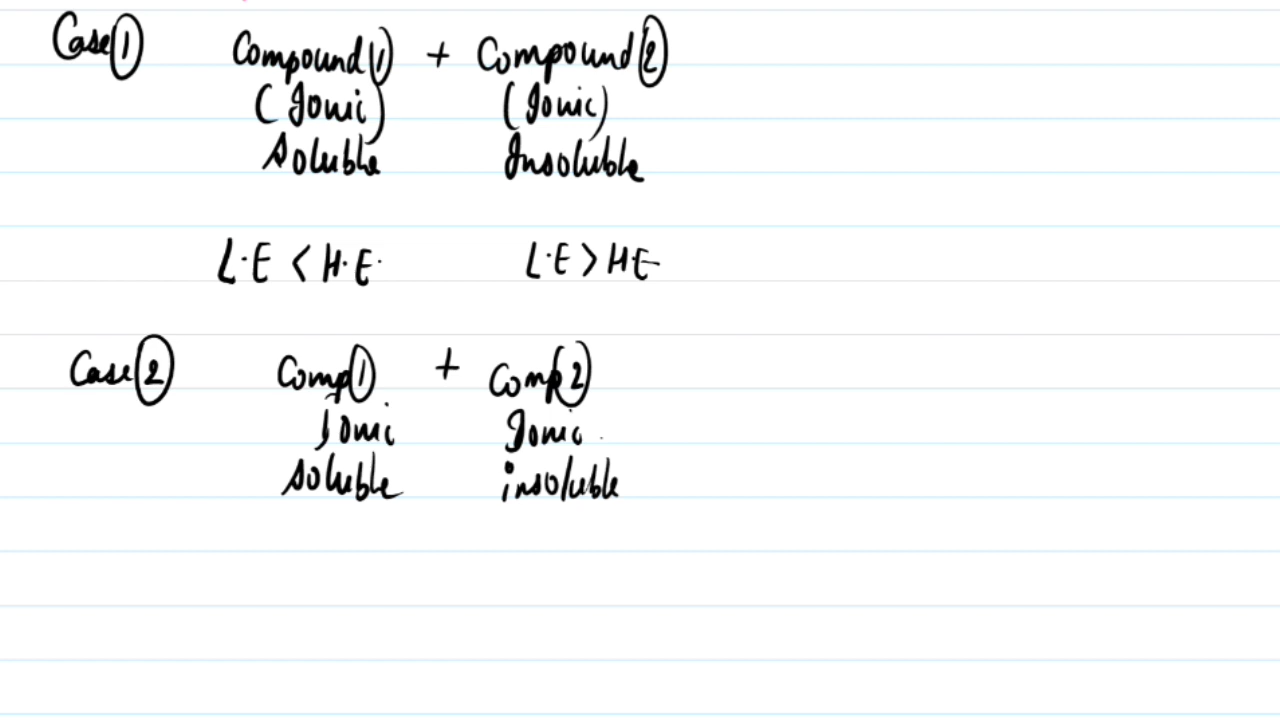 Case ① Compound ① + Compound ②
(Ionic) (Ionic)
Soluble Insoluble
L.E < H.E. L.E > H.E
Case ② Comp ① + Comp ②
Ionic Ionic
soluble insoluble